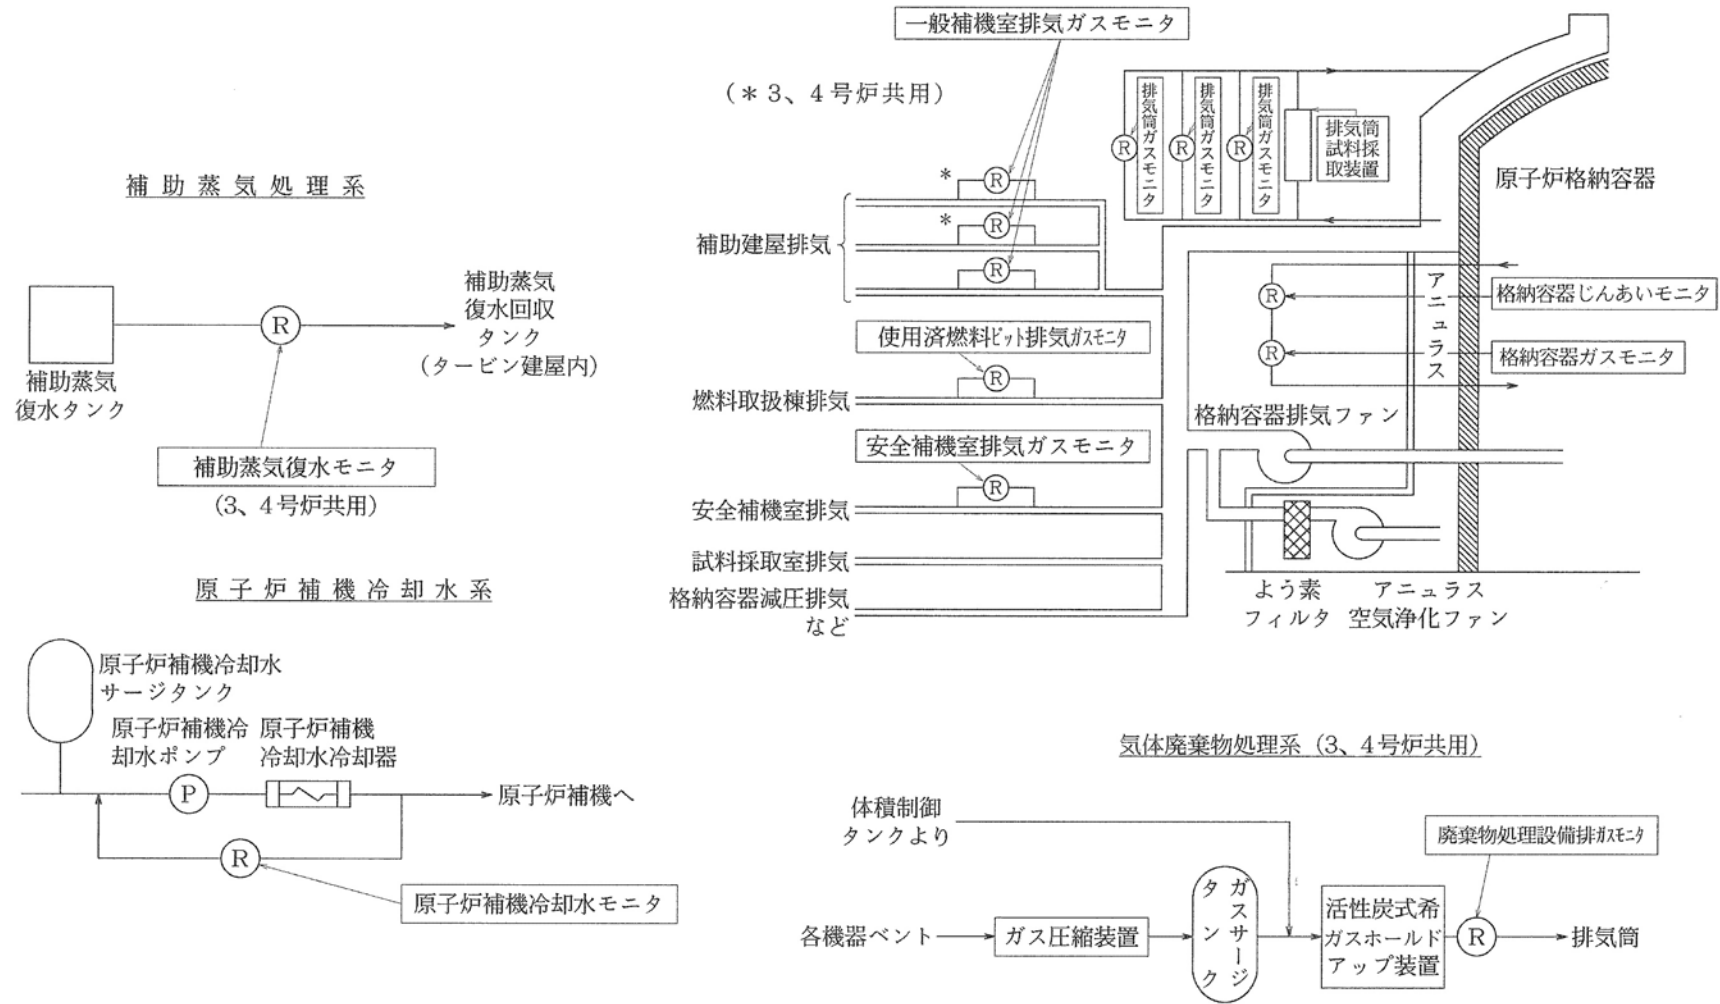 一般補機室排気ガスモニタ
(＊3、4号炉共用)
排気筒ガスモニタ
排気筒ガスモニタ
排気筒ガスモニタ
排気筒
試料採
取装置
R
R
R
原子炉格納容器
補助蒸気処理系
＊
R
＊
R
R
補助建屋排気
補助蒸気
復水回収
タンク
(タービン建屋内)
R
補助蒸気
復水タンク
補助蒸気復水モニタ
(3、4号炉共用)
アニュラス
R
格納容器じんあいモニタ
R
格納容器ガスモニタ
使用済燃料ピット排気ガスモニタ
R
燃料取扱棟排気
格納容器排気ファン
安全補機室排気ガスモニタ
R
安全補機室排気
試料採取室排気
格納容器減圧排気
など
よう素
フィルタ
アニュラス
空気浄化ファン
原子炉補機冷却水系
原子炉補機冷却水
サージタンク
原子炉補機冷
却水ポンプ
原子炉補機
冷却水冷却器
P
原子炉補機へ
R
原子炉補機冷却水モニタ
気体廃棄物処理系(3、4号炉共用)
体積制御
タンクより
廃棄物処理設備排ガスモニタ
各機器ベント
ガス圧縮装置
ガスサージ
タンク
活性炭式希
ガスホールド
アップ装置
R
排気筒